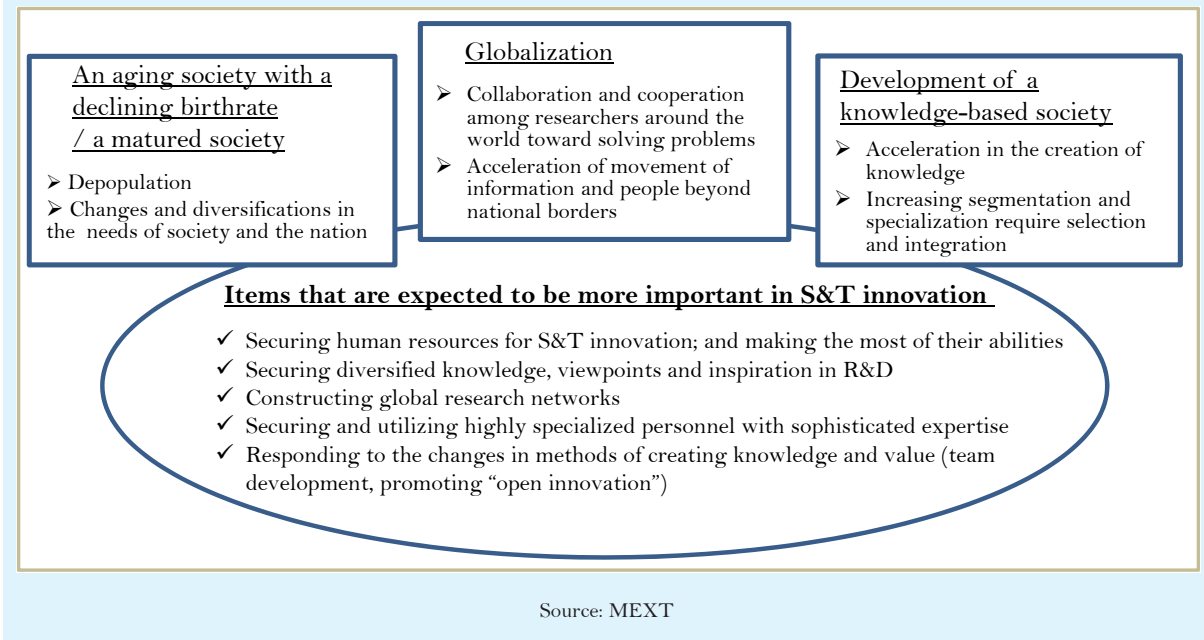 An aging society with a
declining birthrate
/ a matured society
➢ Depopulation
➢ Changes and diversifications in
the needs of society and the nation
Globalization
➢ Collaboration and cooperation
among researchers around the
world toward solving problems
➢ Acceleration of movement of
information and people beyond
national borders
Development of a
knowledge-based society
➢ Acceleration in the creation of
knowledge
➢ Increasing segmentation and
specialization require selection
and integration
Items that are expected to be more important in S&T innovation
✓ Securing human resources for S&T innovation; and making the most of their abilities
✓ Securing diversified knowledge, viewpoints and inspiration in R&D
✓ Constructing global research networks
✓ Securing and utilizing highly specialized personnel with sophisticated expertise
✓ Responding to the changes in methods of creating knowledge and value (team
development, promoting “open innovation”)
Source: MEXT